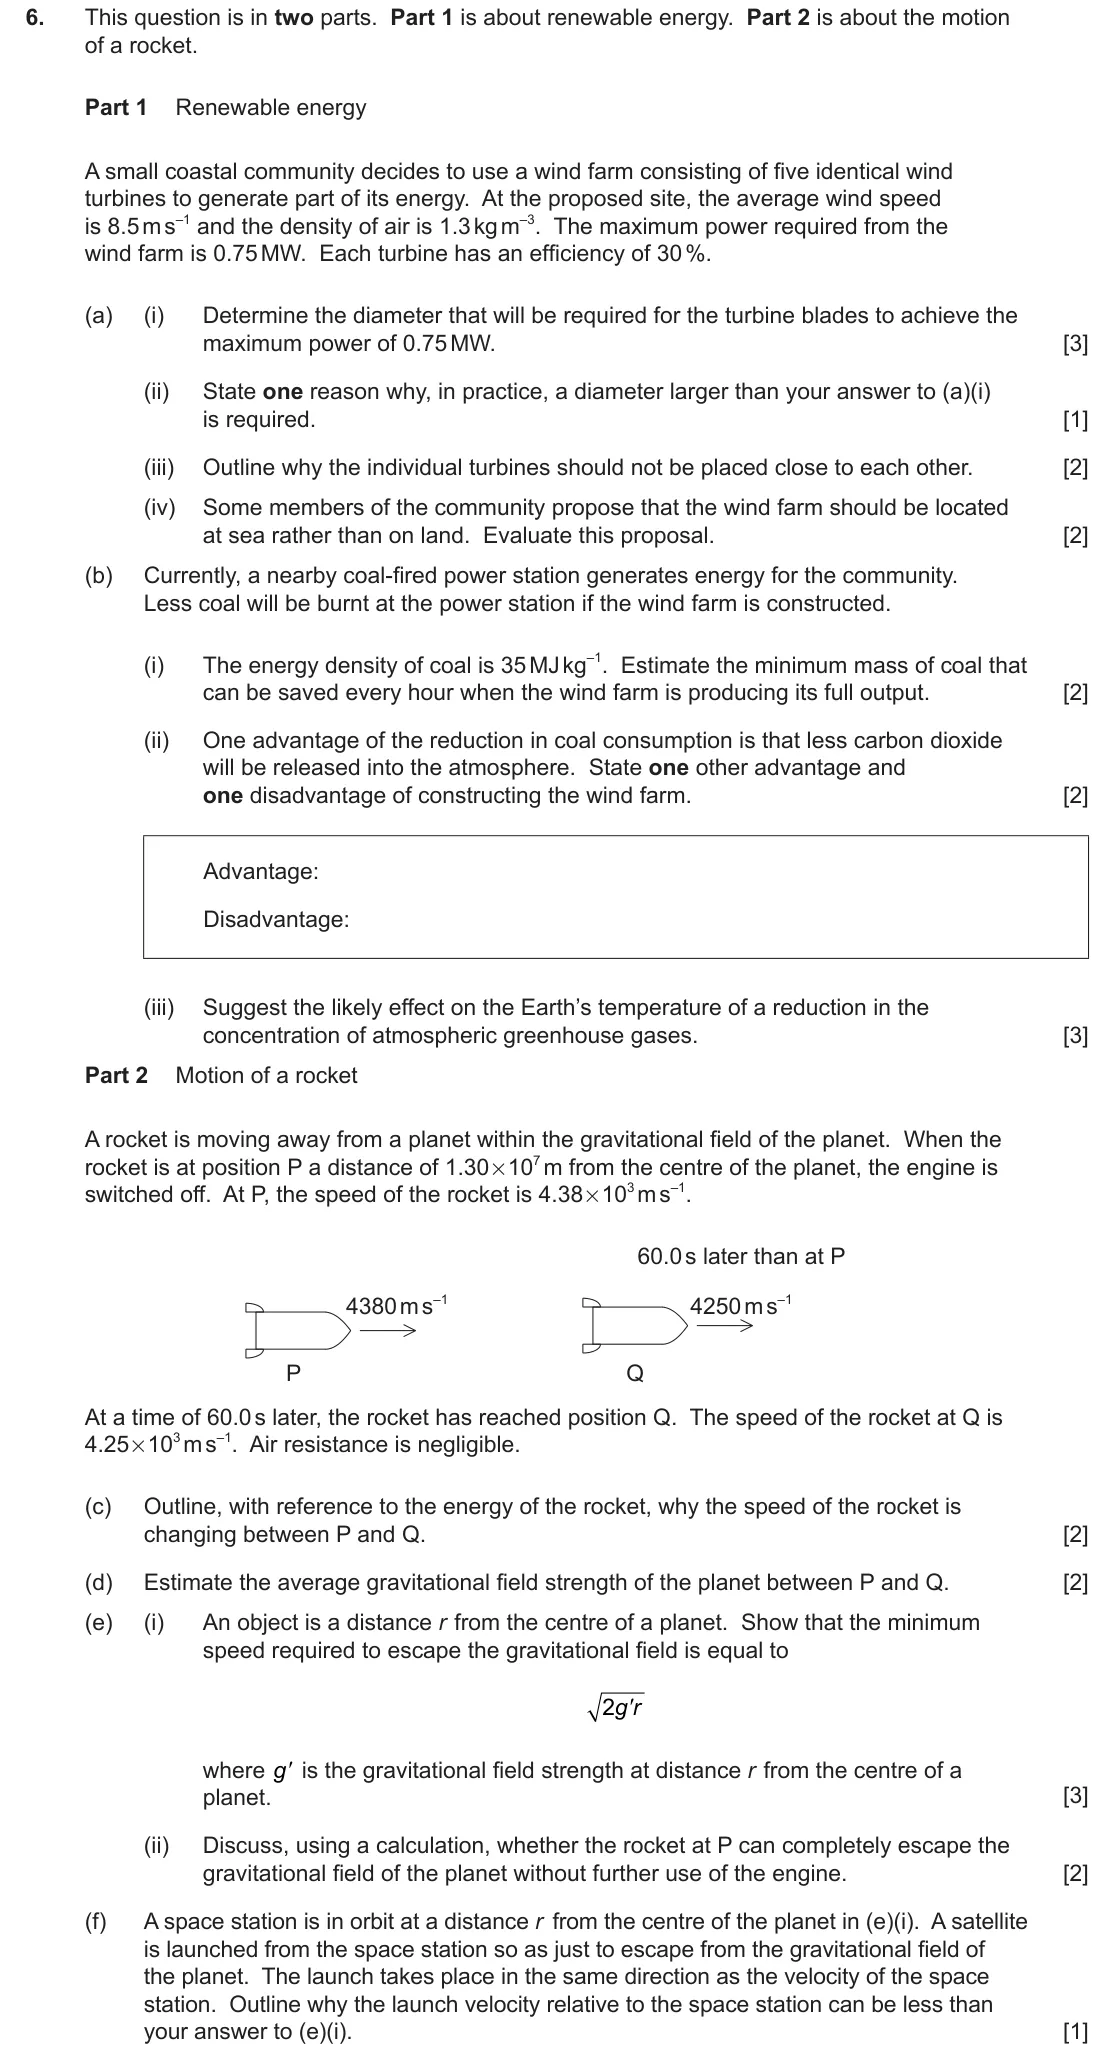 6. This question is in two parts. Part 1 is about renewable energy. Part 2 is about the motion
of a rocket.
Part 1 Renewable energy
A small coastal community decides to use a wind farm consisting of five identical wind
turbines to generate part of its energy. At the proposed site, the average wind speed
is 8.5 m s⁻¹ and the density of air is 1.3 kg m⁻³. The maximum power required from the
wind farm is 0.75 MW. Each turbine has an efficiency of 30 %.
(a) (i) Determine the diameter that will be required for the turbine blades to achieve the
maximum power of 0.75 MW. [3]
(ii) State one reason why, in practice, a diameter larger than your answer to (a)(i)
is required. [1]
(iii) Outline why the individual turbines should not be placed close to each other. [2]
(iv) Some members of the community propose that the wind farm should be located
at sea rather than on land. Evaluate this proposal. [2]
(b) Currently, a nearby coal-fired power station generates energy for the community.
Less coal will be burnt at the power station if the wind farm is constructed.
(i) The energy density of coal is 35 MJ kg⁻¹. Estimate the minimum mass of coal that
can be saved every hour when the wind farm is producing its full output. [2]
(ii) One advantage of the reduction in coal consumption is that less carbon dioxide
will be released into the atmosphere. State one other advantage and
one disadvantage of constructing the wind farm. [2]
Advantage:
Disadvantage:
(iii) Suggest the likely effect on the Earth's temperature of a reduction in the
concentration of atmospheric greenhouse gases. [3]
Part 2 Motion of a rocket
A rocket is moving away from a planet within the gravitational field of the planet. When the
rocket is at position P a distance of 1.30×10⁷ m from the centre of the planet, the engine is
switched off. At P, the speed of the rocket is 4.38×10³ m s⁻¹.
60.0 s later than at P
4380 m s⁻¹ 4250 m s⁻¹
P Q
At a time of 60.0 s later, the rocket has reached position Q. The speed of the rocket at Q is
4.25×10³ m s⁻¹. Air resistance is negligible.
(c) Outline, with reference to the energy of the rocket, why the speed of the rocket is
changing between P and Q. [2]
(d) Estimate the average gravitational field strength of the planet between P and Q. [2]
(e) (i) An object is a distance r from the centre of a planet. Show that the minimum
speed required to escape the gravitational field is equal to
√2g′r
where g′ is the gravitational field strength at distance r from the centre of a
planet. [3]
(ii) Discuss, using a calculation, whether the rocket at P can completely escape the
gravitational field of the planet without further use of the engine. [2]
(f) A space station is in orbit at a distance r from the centre of the planet in (e)(i). A satellite
is launched from the space station so as just to escape from the gravitational field of
the planet. The launch takes place in the same direction as the velocity of the space
station. Outline why the launch velocity relative to the space station can be less than
your answer to (e)(i). [1]